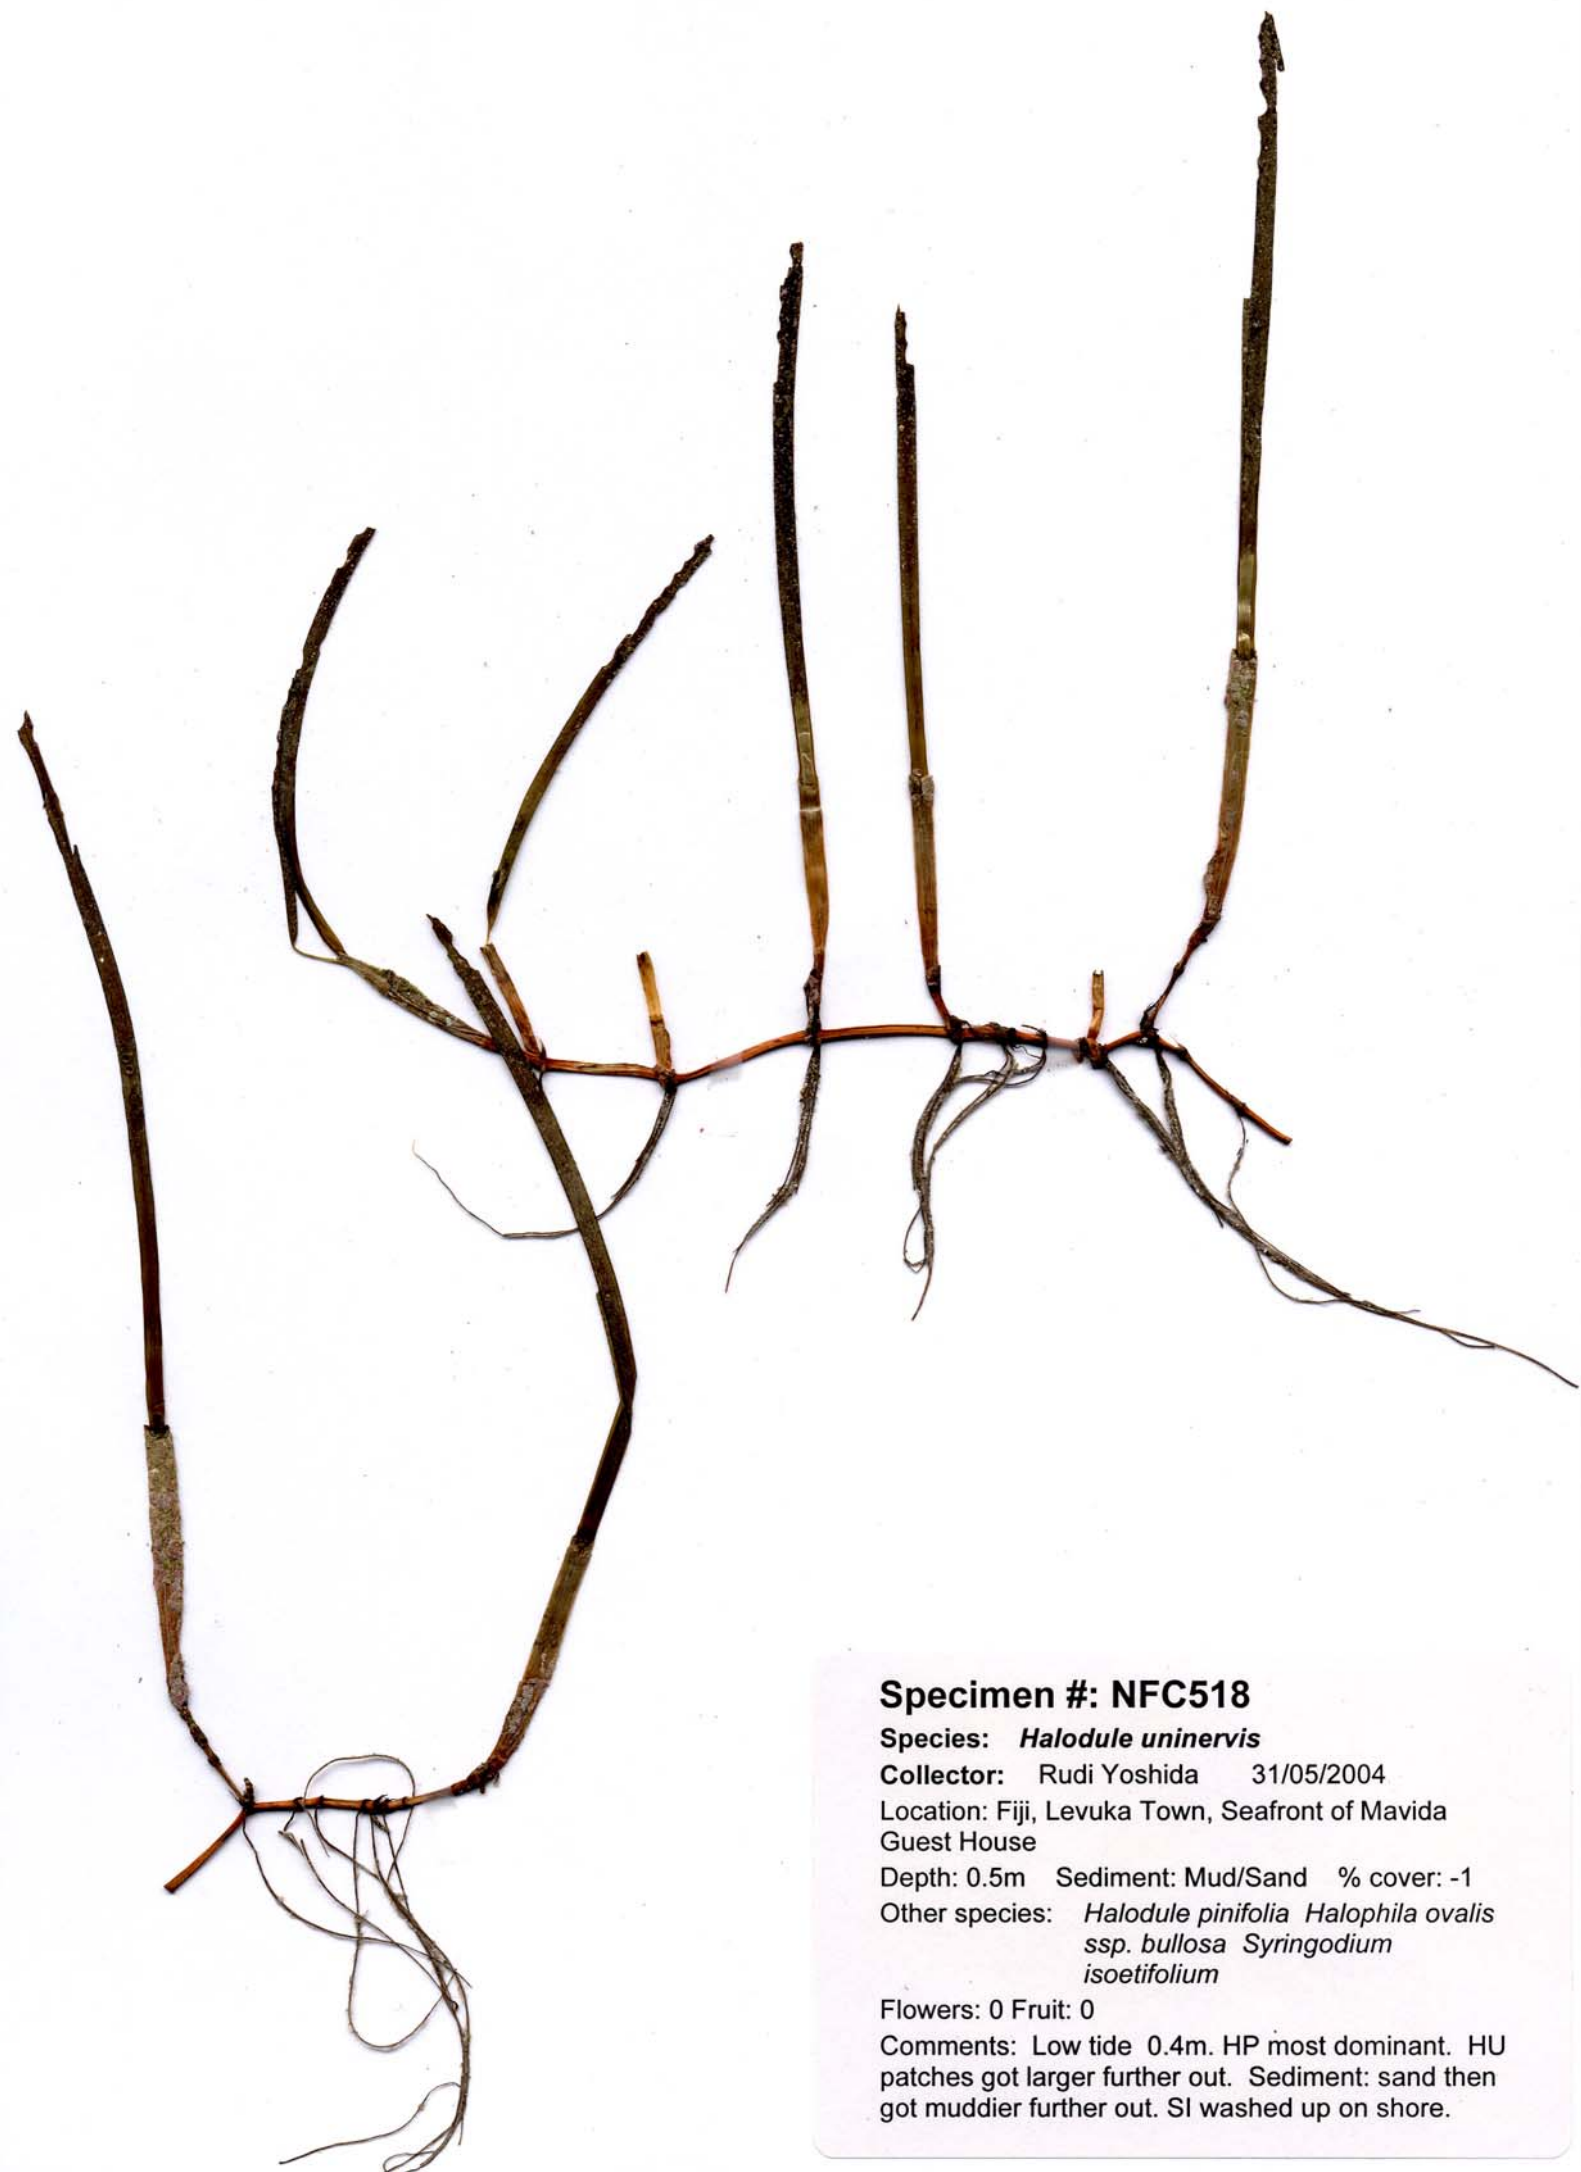 Specimen #: NFC518
Species: Halodule uninervis
Collector: Rudi Yoshida 31/05/2004
Location: Fiji, Levuka Town, Seafront of Mavida
Guest House
Depth: 0.5m Sediment: Mud/Sand % cover: -1
Other species: Halodule pinifolia Halophila ovalis
ssp. bullosa Syringodium
isoetifolium
Flowers: 0 Fruit: 0
Comments: Low tide 0.4m. HP most dominant. HU
patches got larger further out. Sediment: sand then
got muddier further out. SI washed up on shore.